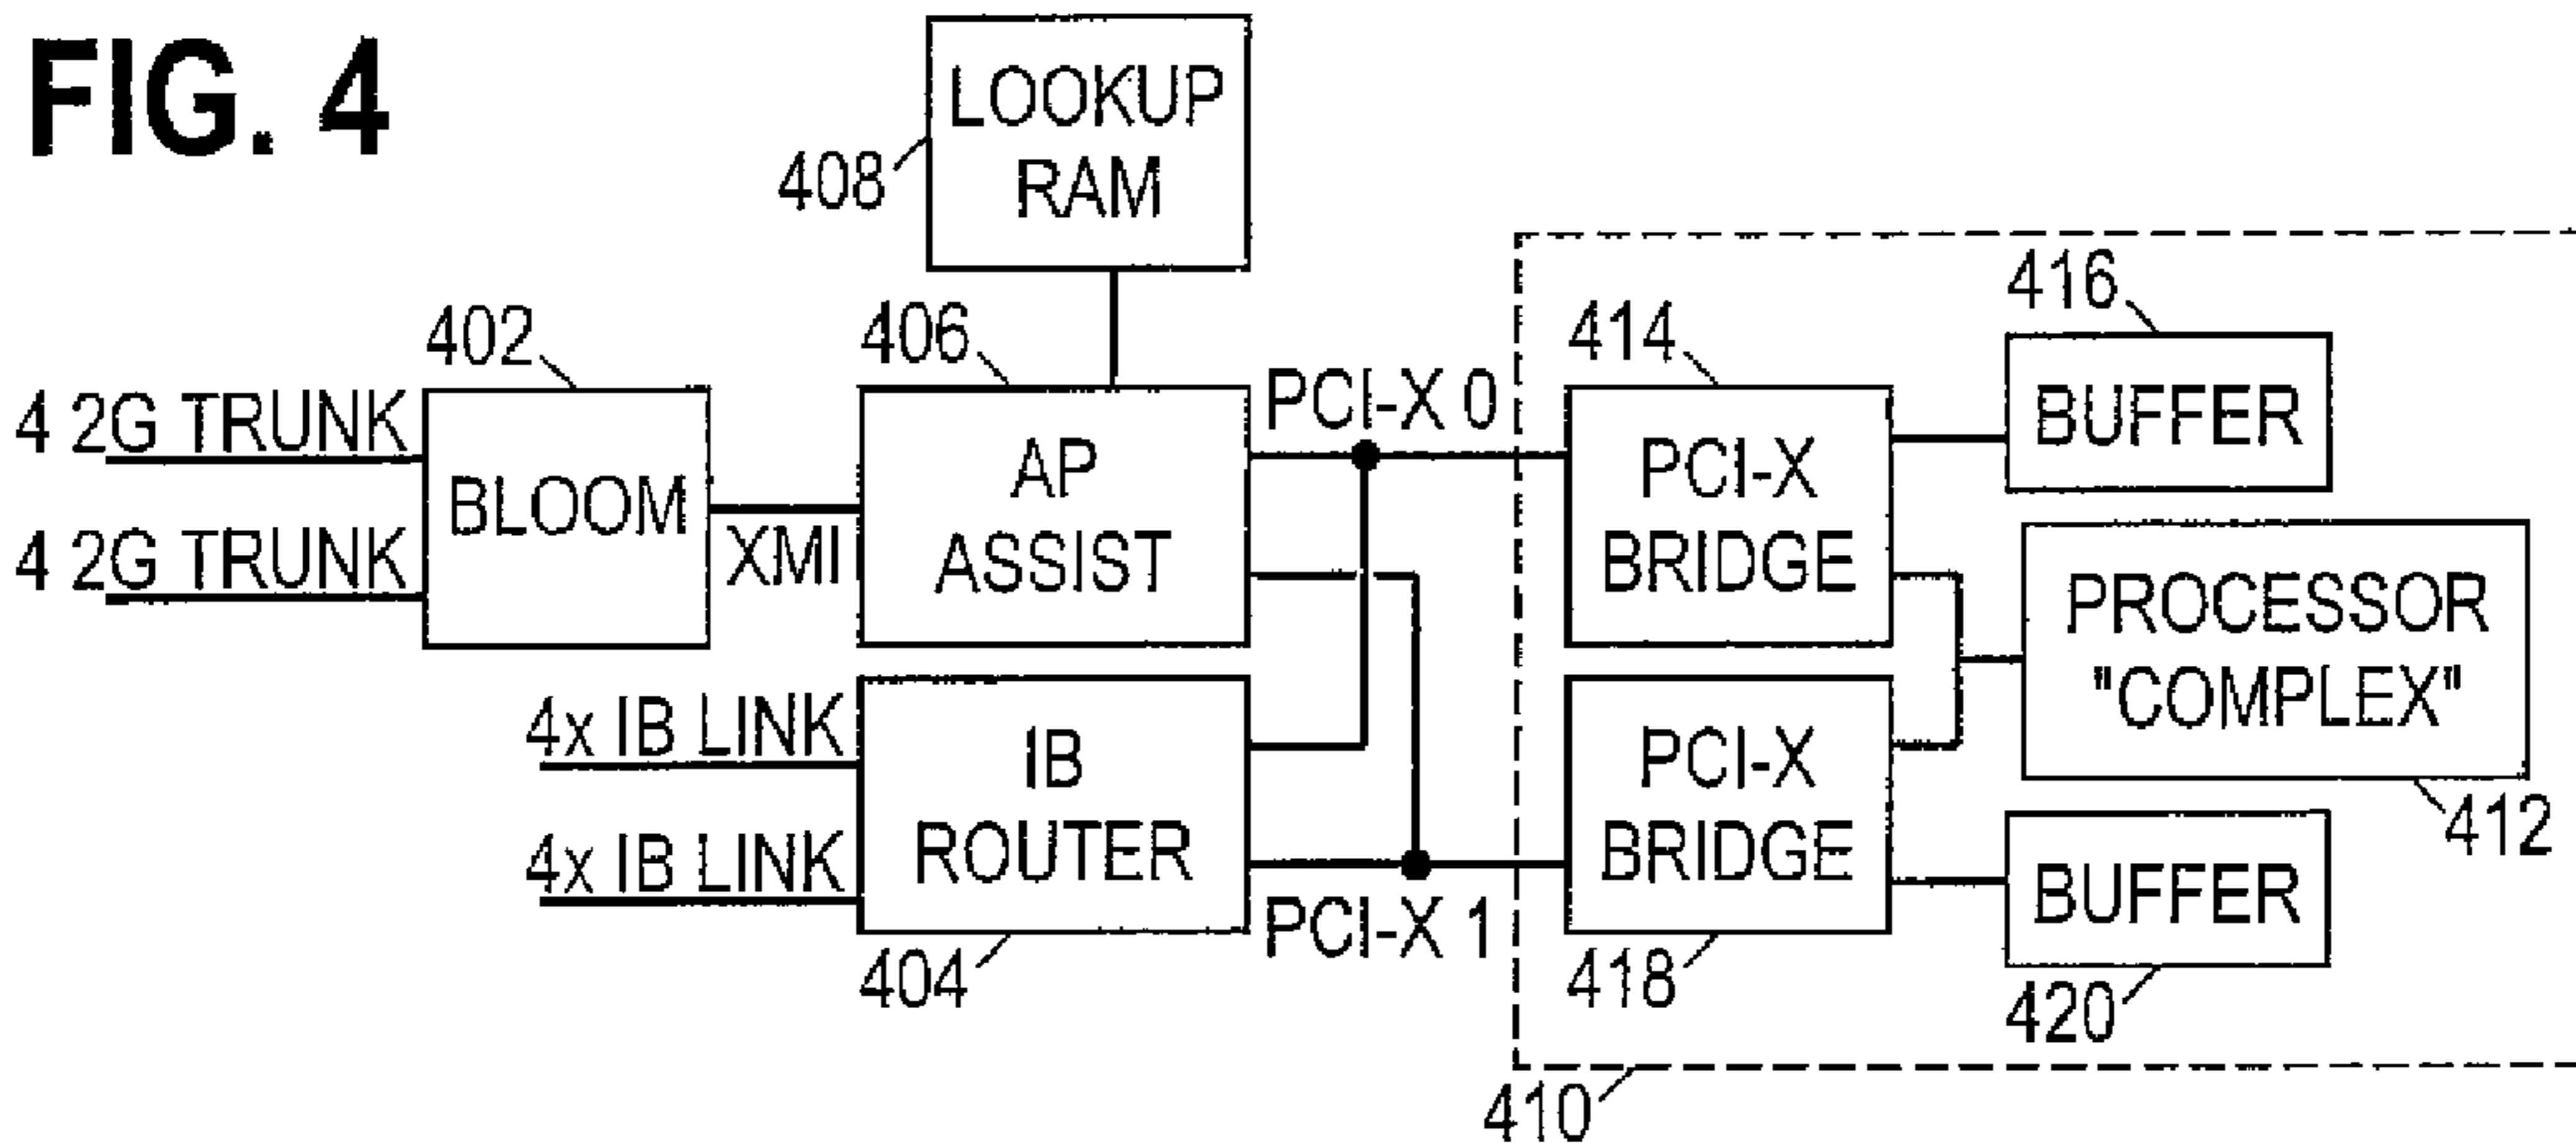 FIG. 4
LOOKUP
RAM
408
416
402
406
414
4 2G TRUNK
BLOOM
4 2G TRUNK
XMI
AP
ASSIST
PCI-X 0
PCI-X
BRIDGE
BUFFER
PROCESSOR
"COMPLEX"
412
4x IB LINK
4x IB LINK
IB
ROUTER
404
PCI-X 1
PCI-X
BRIDGE
418
BUFFER
420
410